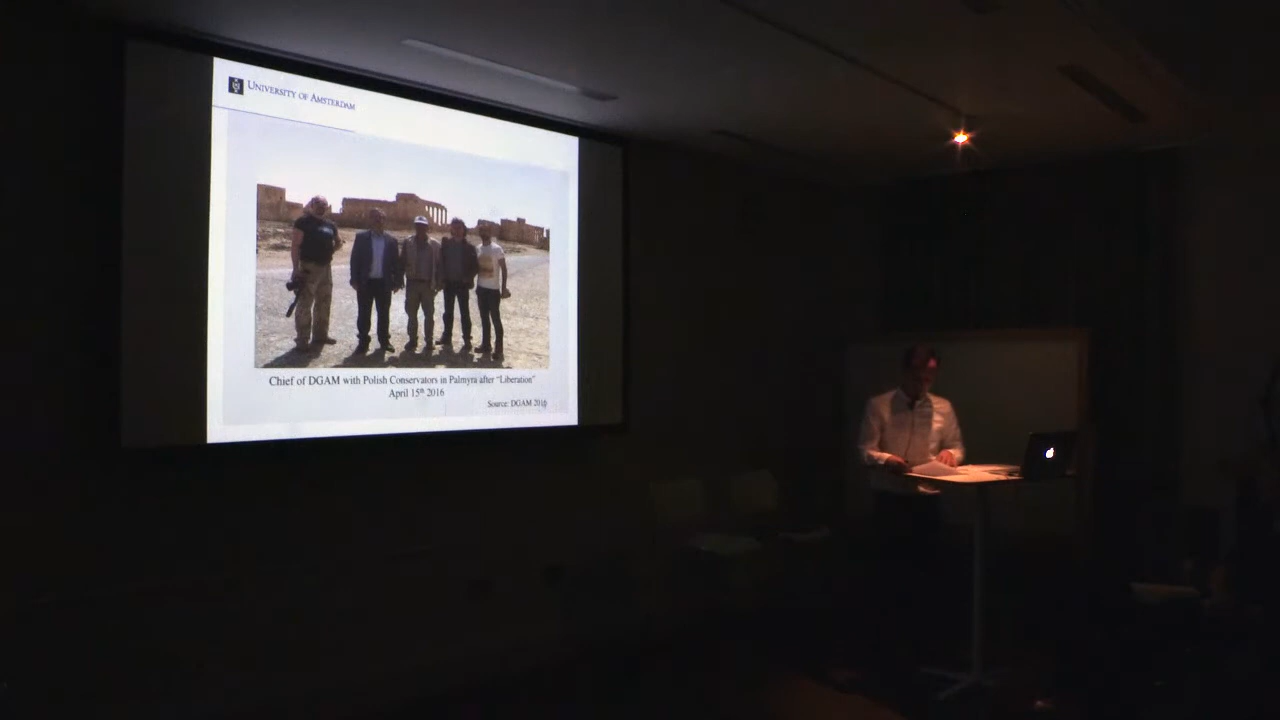 UNIVERSITY OF AMSTERDAM
Chief of DGAM with Polish Conservators in Palmyra after "Liberation"
April 15th 2016
Source: DGAM 2016